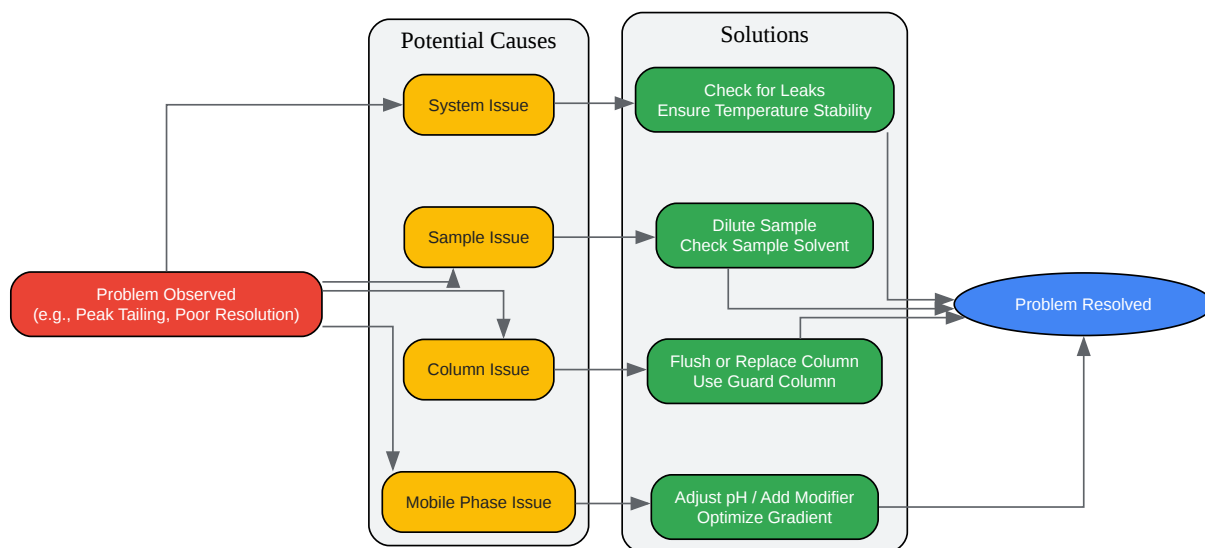 Potential Causes
Solutions
System Issue
Check for Leaks
Ensure Temperature Stability
Sample Issue
Dilute Sample
Check Sample Solvent
Problem Observed
(e.g., Peak Tailing, Poor Resolution)
Problem Resolved
Column Issue
Flush or Replace Column
Use Guard Column
Mobile Phase Issue
Adjust pH / Add Modifier
Optimize Gradient